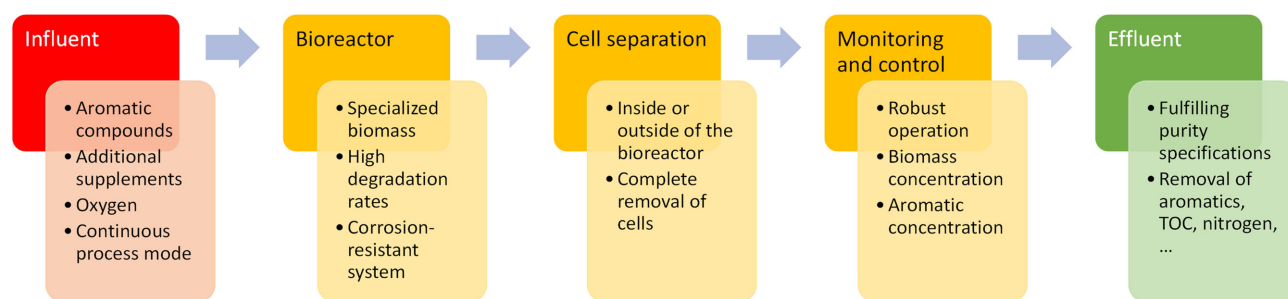 Influent
• Aromatic
compounds
• Additional
supplements
• Oxygen
• Continuous
process mode
Bioreactor
• Specialized
biomass
• High
degradation
rates
• Corrosion-
resistant
system
Cell separation
• Inside or
outside of the
bioreactor
• Complete
removal of
cells
Monitoring
and control
• Robust
operation
• Biomass
concentration
• Aromatic
concentration
Effluent
• Fulfilling
purity
specifications
• Removal of
aromatics,
TOC, nitrogen,
...